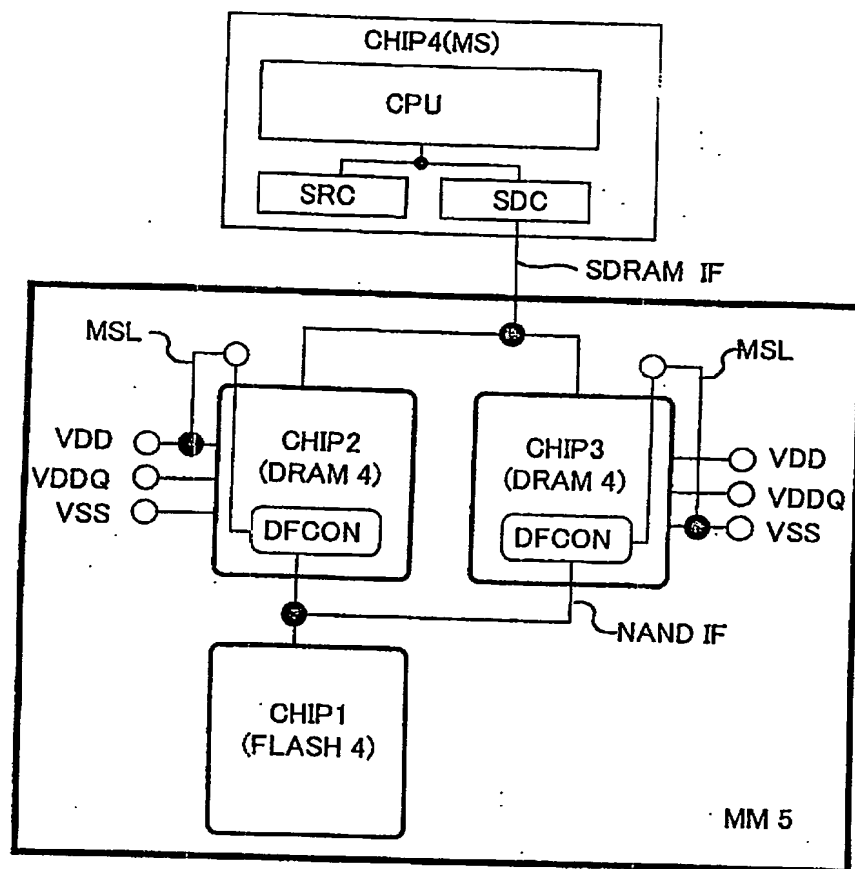 CHIP4(MS)
CPU
SRC
SDC
SDRAM IF
MSL
MSL
VDD
VDDQ
VSS
CHIP2
(DRAM 4)
DFCON
CHIP3
(DRAM 4)
DFCON
VDD
VDDQ
VSS
NAND IF
CHIP1
(FLASH 4)
MM 5